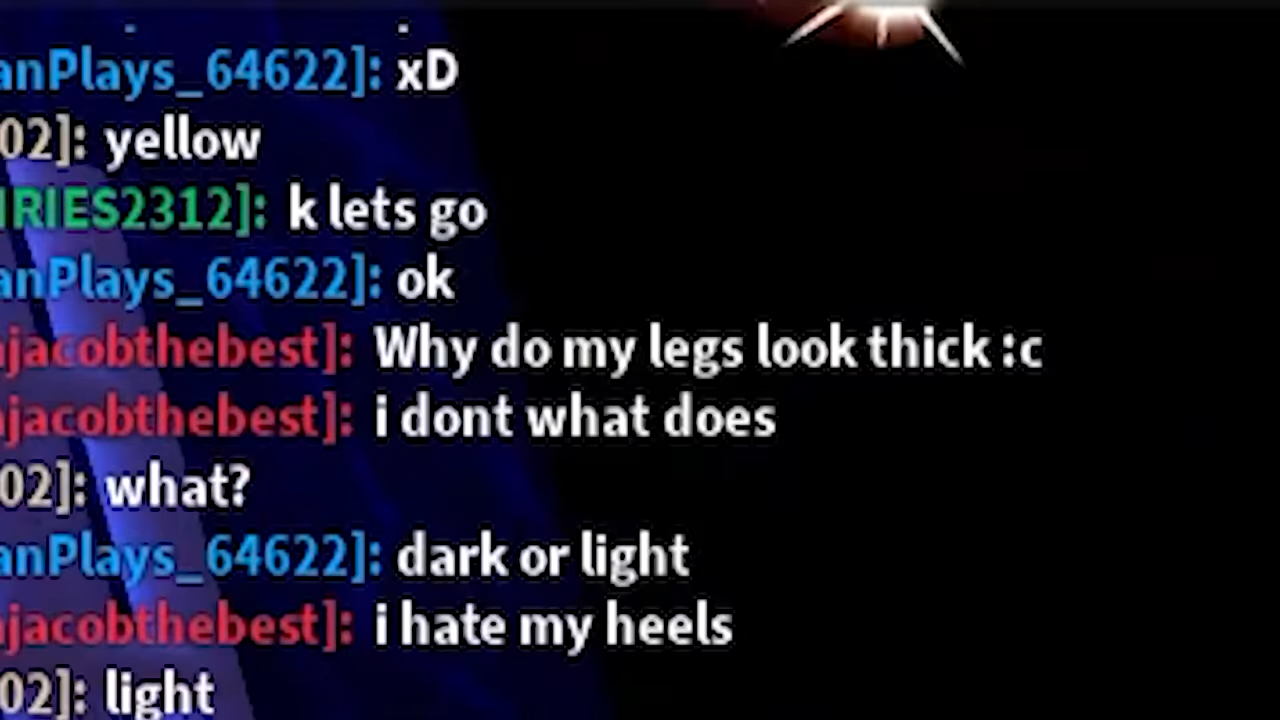 anPlays_64622]: xD
02]: yellow
IRIES2312]: k lets go
anPlays_64622]: ok
jacobthebest]: Why do my legs look thick :c
jacobthebest]: i dont what does
02]: what?
anPlays_64622]: dark or light
jacobthebest]: i hate my heels
02]: light